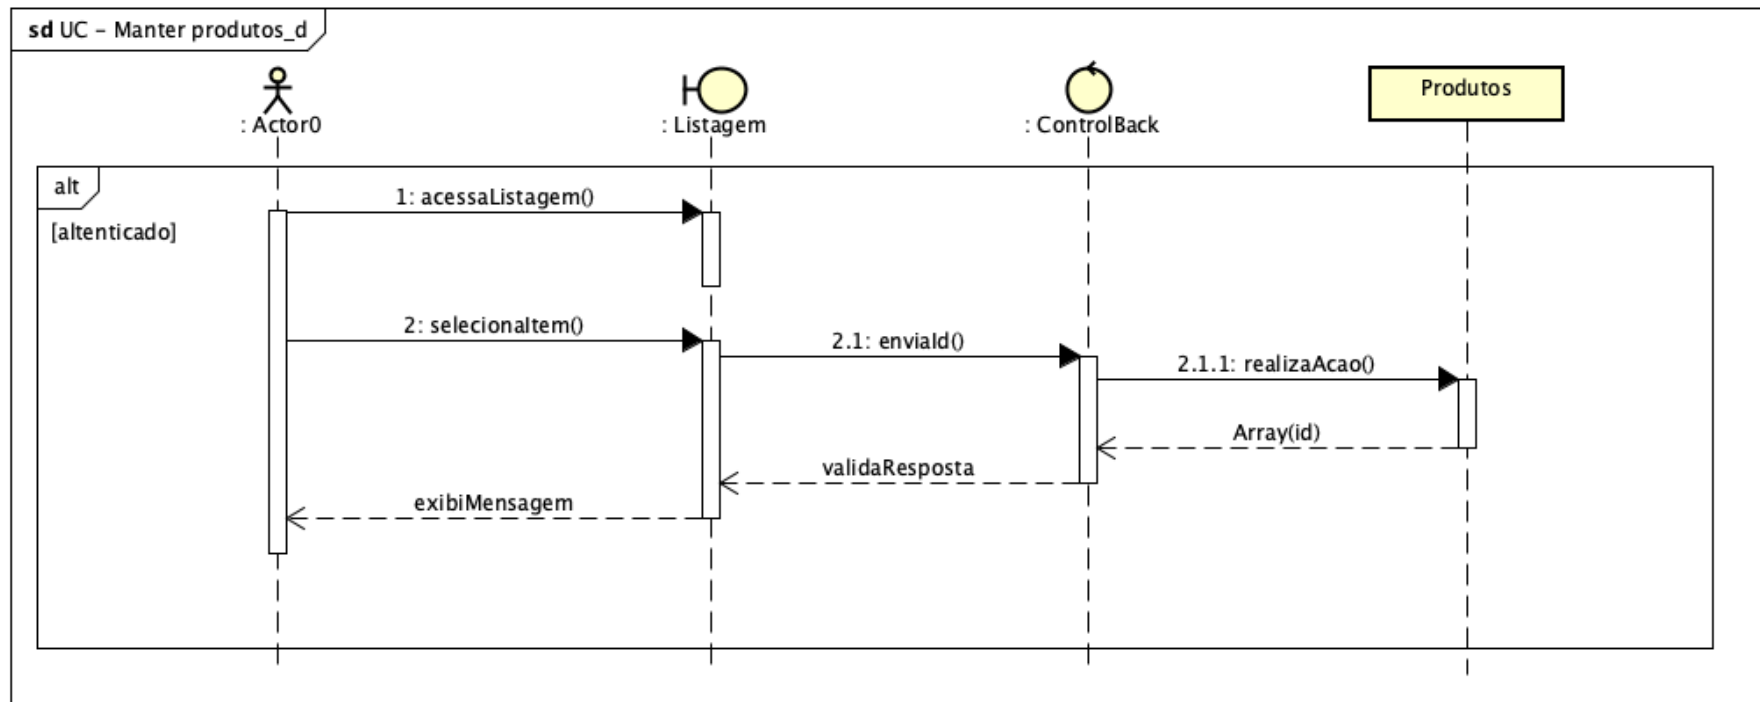 sd UC - Manter produtos_d
: Actor0
: Listagem
: ControlBack
Produtos
alt
[altenticado]
1: acessaListagem()
2: selecionaItem()
2.1: enviaId()
2.1.1: realizaAcao()
Array(id)
validaResposta
exibiMensagem